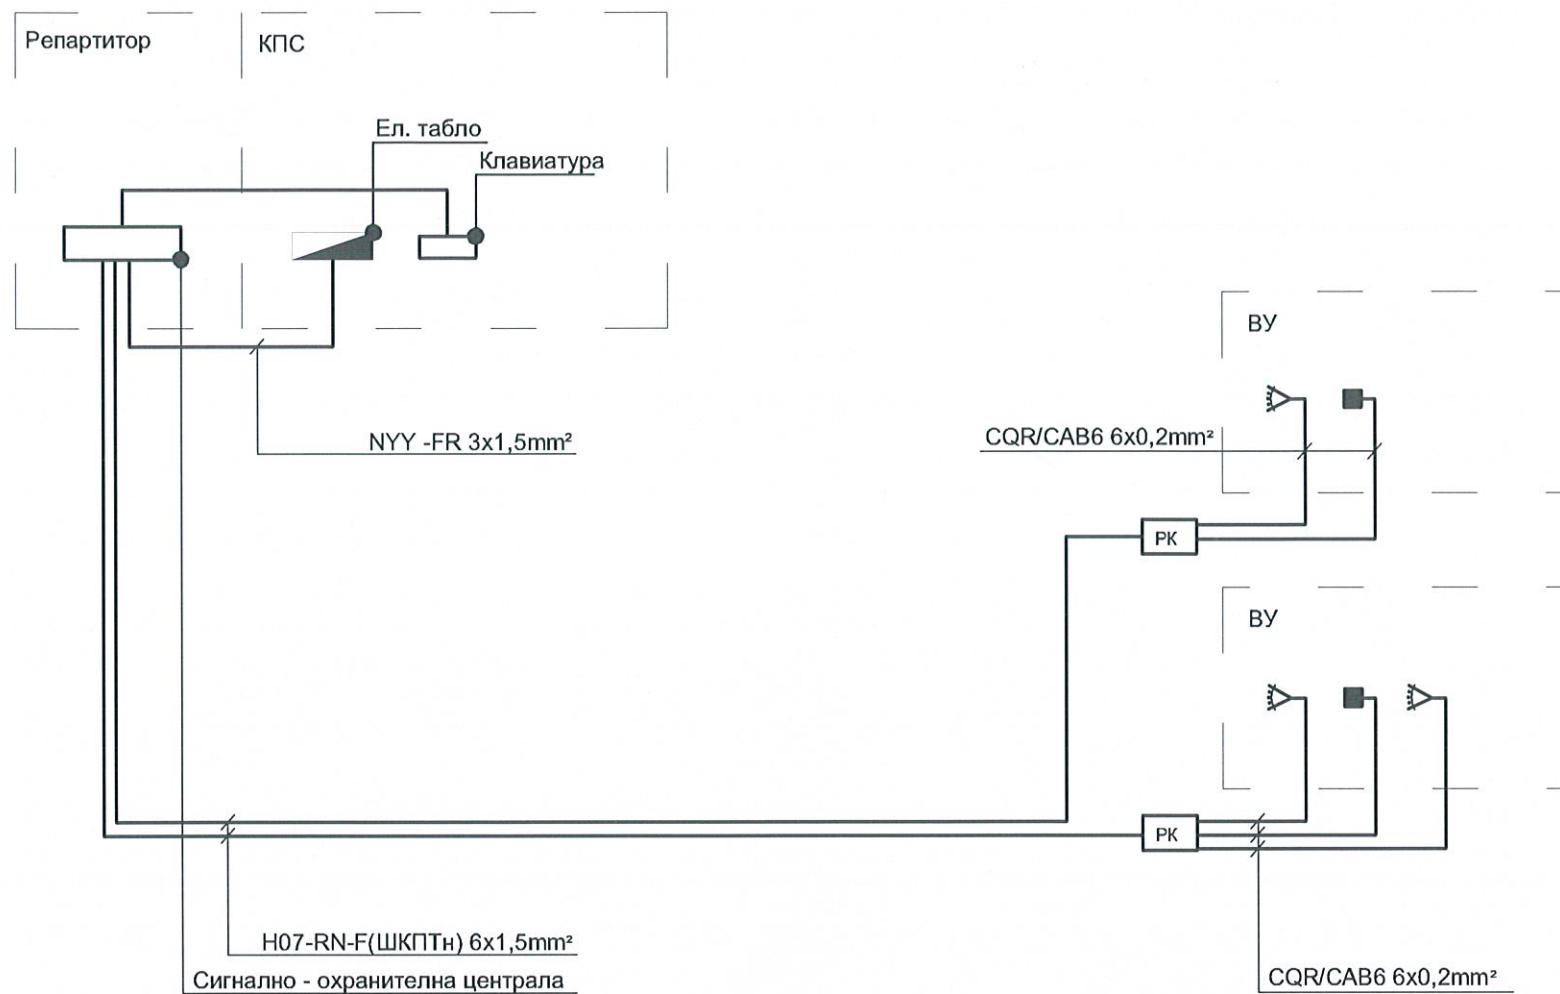 Репартитор
КПС
Ел. табло
Клавиатура
ВУ
NYY -FR 3x1,5mm²
CQR/CAB6 6x0,2mm²
РК
ВУ
РК
H07-RN-F(ШКПТн) 6x1,5mm²
Сигнално - охранителна централа
CQR/CAB6 6x0,2mm²